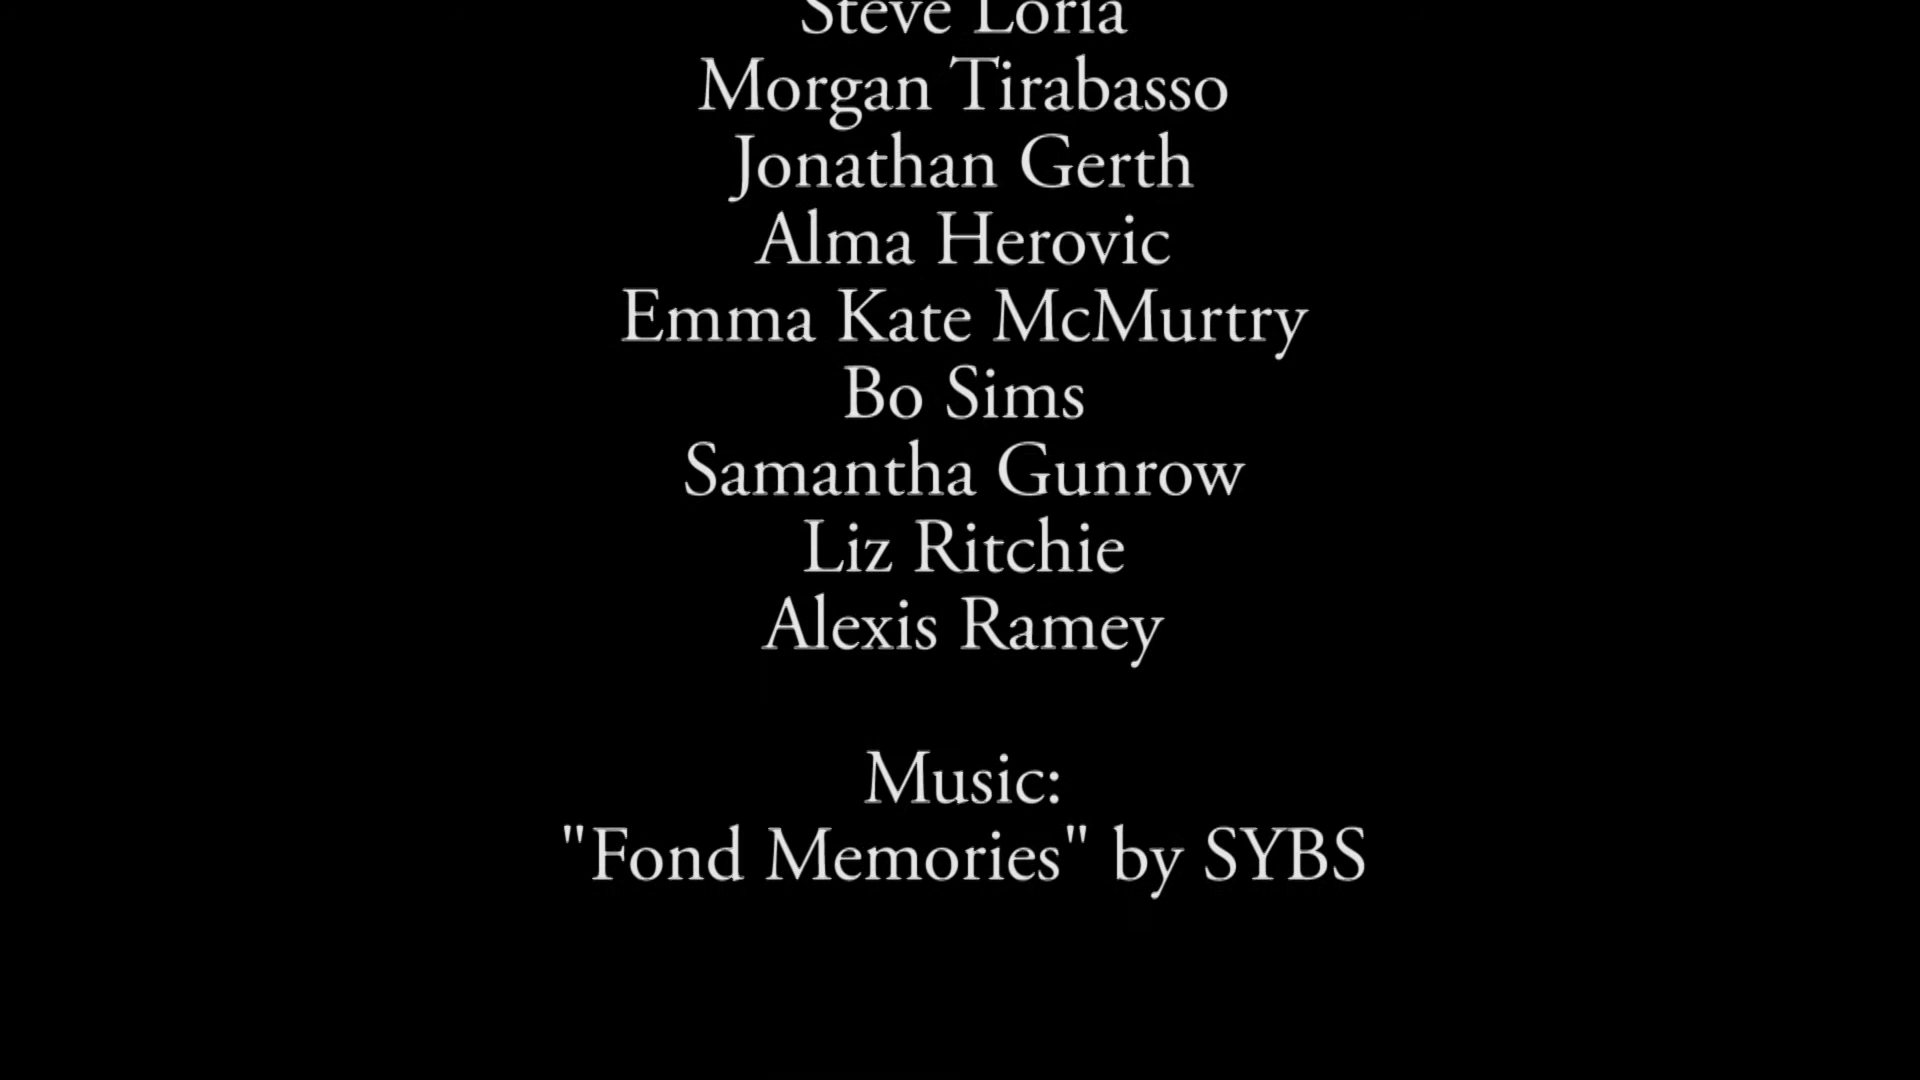 Steve Loria
Morgan Tirabasso
Jonathan Gerth
Alma Herovic
Emma Kate McMurtry
Bo Sims
Samantha Gunrow
Liz Ritchie
Alexis Ramey
Music:
"Fond Memories" by SYBS